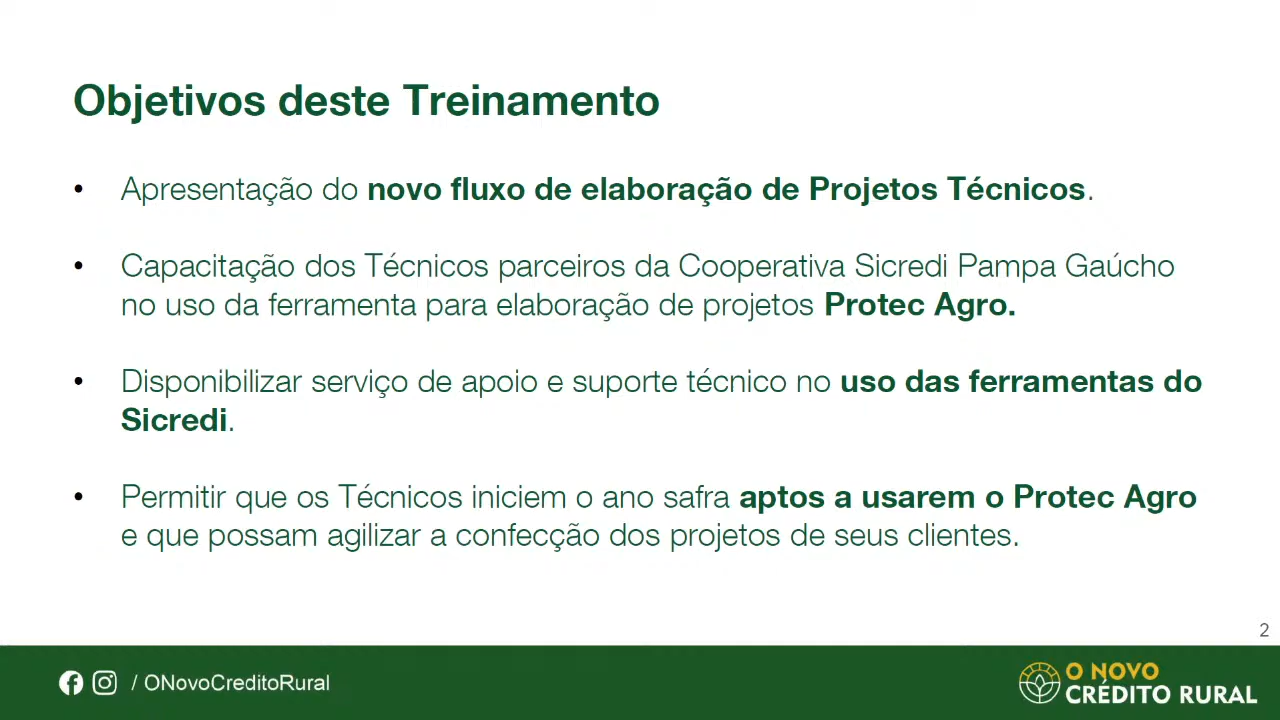 Objetivos deste Treinamento
• Apresentação do novo fluxo de elaboração de Projetos Técnicos.
• Capacitação dos Técnicos parceiros da Cooperativa Sicredi Pampa Gaúcho
no uso da ferramenta para elaboração de projetos Protec Agro.
• Disponibilizar serviço de apoio e suporte técnico no uso das ferramentas do
Sicredi.
• Permitir que os Técnicos iniciem o ano safra aptos a usarem o Protec Agro
e que possam agilizar a confecção dos projetos de seus clientes.
2
/ ONovoCreditoRural
O NOVO
CRÉDITO RURAL